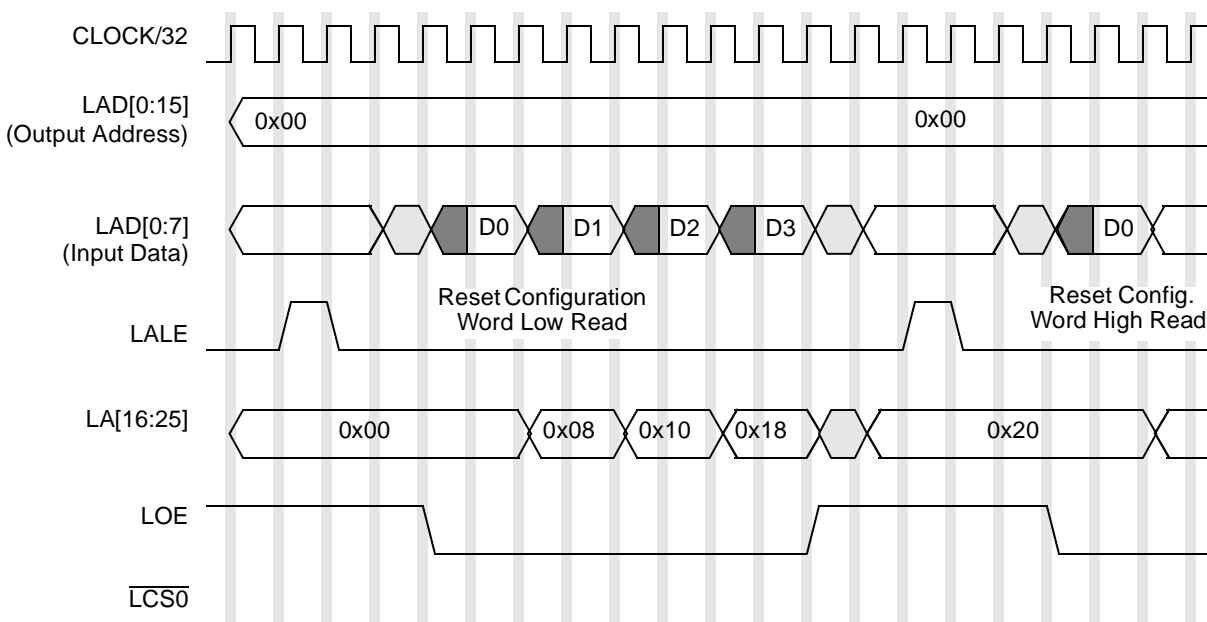 CLOCK/32
LAD[0:15]
(Output Address)
0x00
0x00
LAD[0:7]
(Input Data)
D0
D1
D2
D3
D0
Reset Configuration
Word Low Read
Reset Config.
Word High Read
LALE
LA[16:25]
0x00
0x08
0x10
0x18
0x20
LOE
LCS0